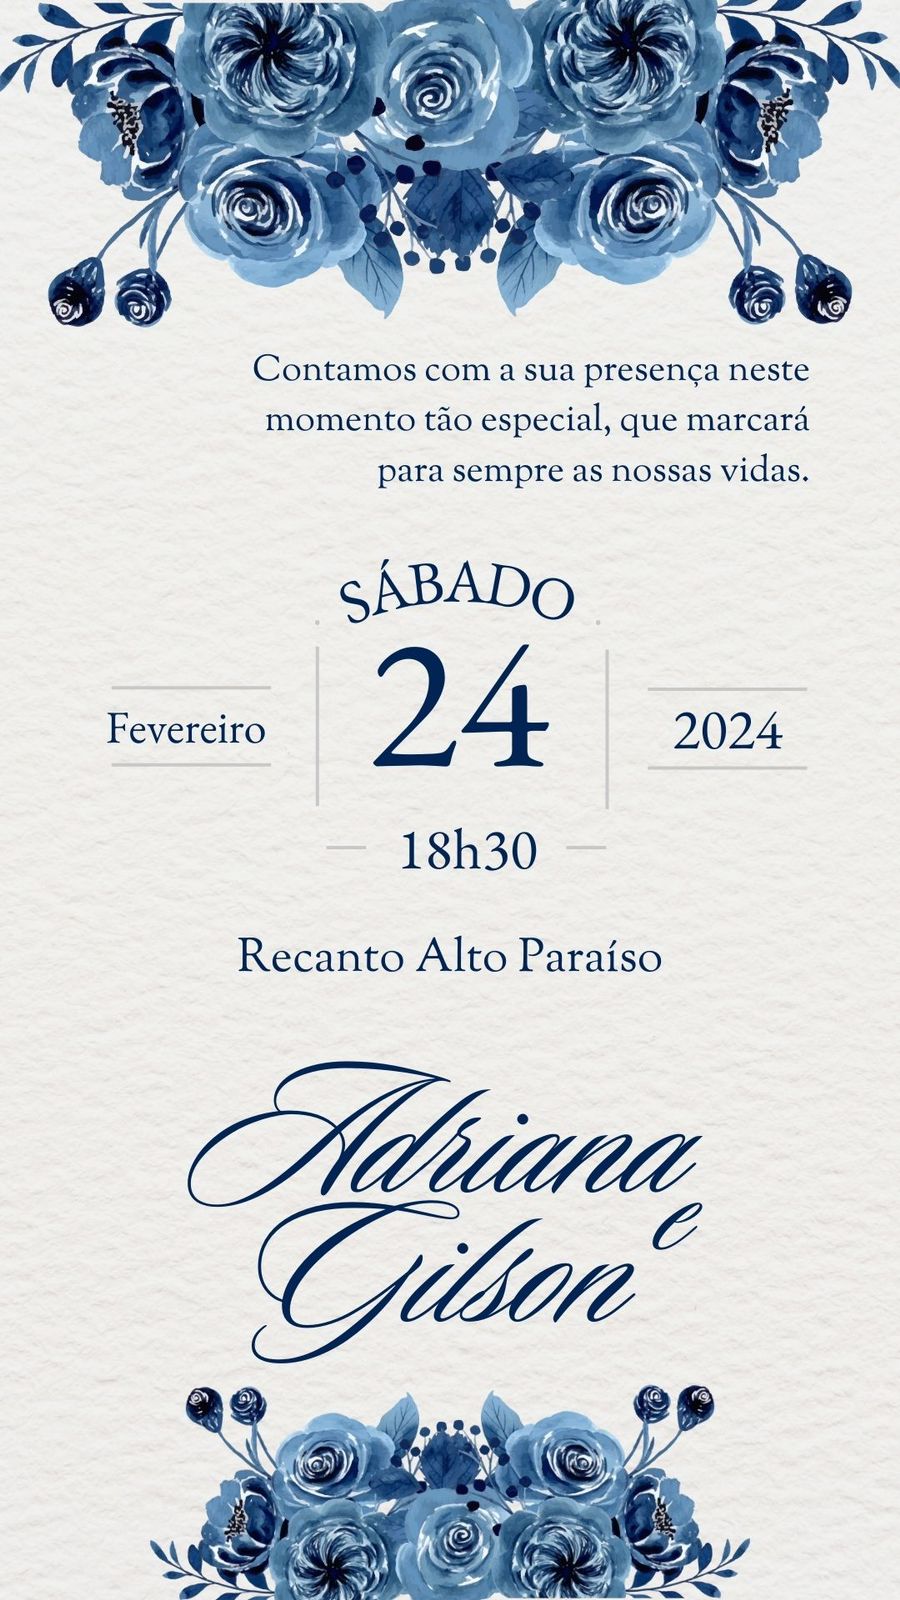 Contamos com a sua presença neste
momento tão especial, que marcará
para sempre as nossas vidas.
SÁBADO
Fevereiro
24
2024
18h30
Recanto Alto Paraíso
Adriana
e
Gilson